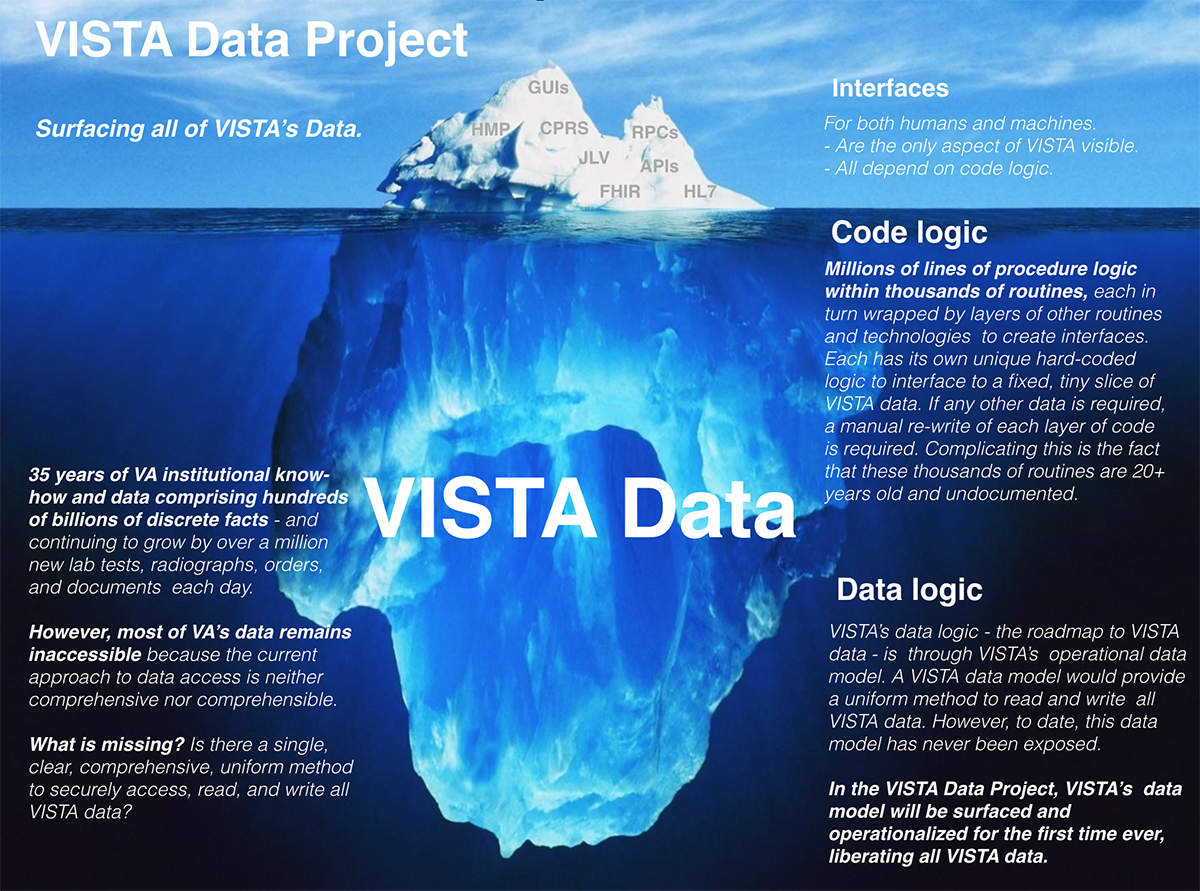 VISTA Data Project
Surfacing all of VISTA's Data.
GUIs
HMP
CPRS
RPCs
JLV
APIs
FHIR
HL7
Interfaces
For both humans and machines.
- Are the only aspect of VISTA visible.
- All depend on code logic.
Code logic
Millions of lines of procedure logic
within thousands of routines, each in
turn wrapped by layers of other routines
and technologies to create interfaces.
Each has its own unique hard-coded
logic to interface to a fixed, tiny slice of
VISTA data. If any other data is required,
a manual re-write of each layer of code
is required. Complicating this is the fact
that these thousands of routines are 20+
years old and undocumented.
35 years of VA institutional know-
how and data comprising hundreds
of billions of discrete facts - and
continuing to grow by over a million
new lab tests, radiographs, orders,
and documents each day.
However, most of VA's data remains
inaccessible because the current
approach to data access is neither
comprehensive nor comprehensible.
What is missing? Is there a single,
clear, comprehensive, uniform method
to securely access, read, and write all
VISTA data?
VISTA Data
Data logic
VISTA's data logic - the roadmap to VISTA
data - is through VISTA's operational data
model. A VISTA data model would provide
a uniform method to read and write all
VISTA data. However, to date, this data
model has never been exposed.
In the VISTA Data Project, VISTA's data
model will be surfaced and
operationalized for the first time ever,
liberating all VISTA data.